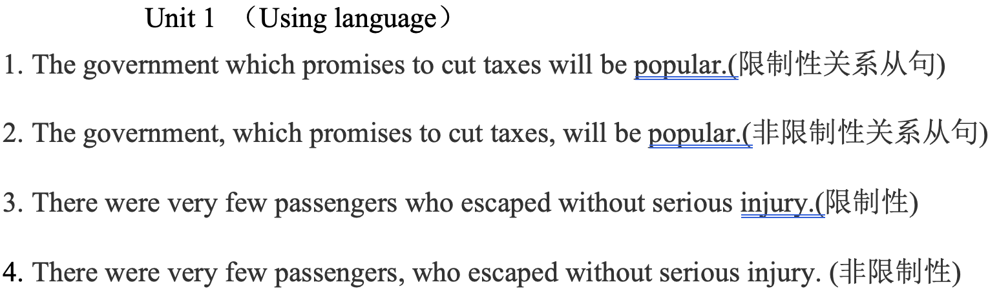 Unit 1 （Using language）
1. The government which promises to cut taxes will be popular.(限制性关系从句)
2. The government, which promises to cut taxes, will be popular.(非限制性关系从句)
3. There were very few passengers who escaped without serious injury.(限制性)
4. There were very few passengers, who escaped without serious injury. (非限制性)